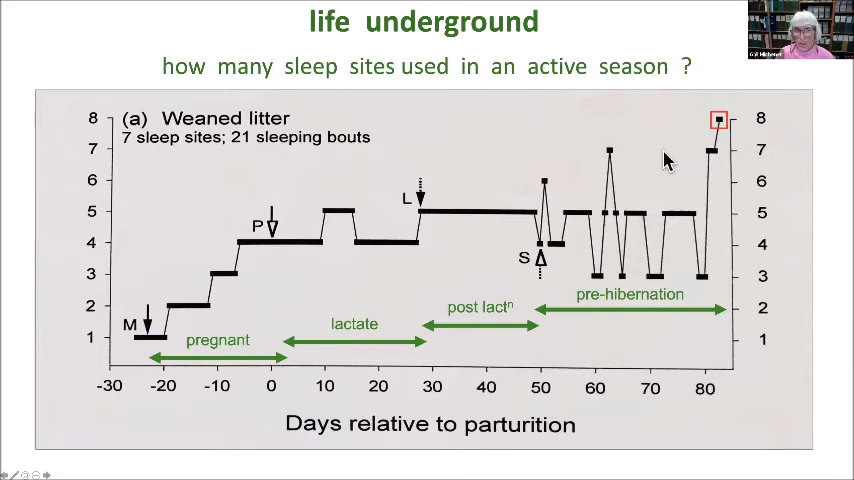 life underground
how many sleep sites used in an active season ?
Gail Michener
(a) Weaned litter
7 sleep sites; 21 sleeping bouts
8
7
6
5
4
3
2
1
8
7
6
5
4
3
2
1
M
P
L
S
pregnant
lactate
post lactⁿ
pre-hibernation
-30 -20 -10 0 10 20 30 40 50 60 70 80
Days relative to parturition